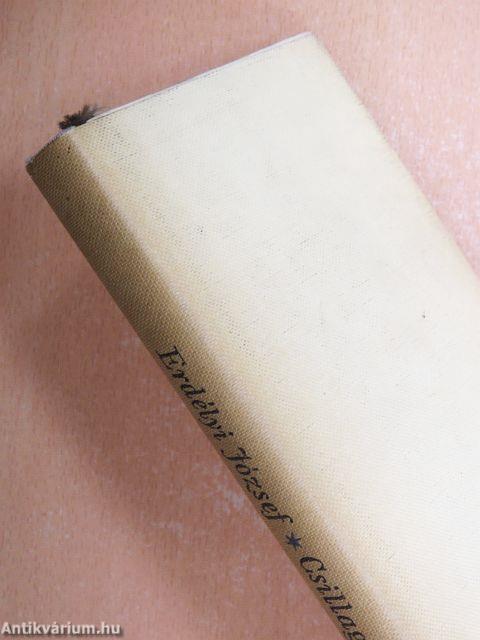 Erdélyi József * Csillag
Antikvárium.hu